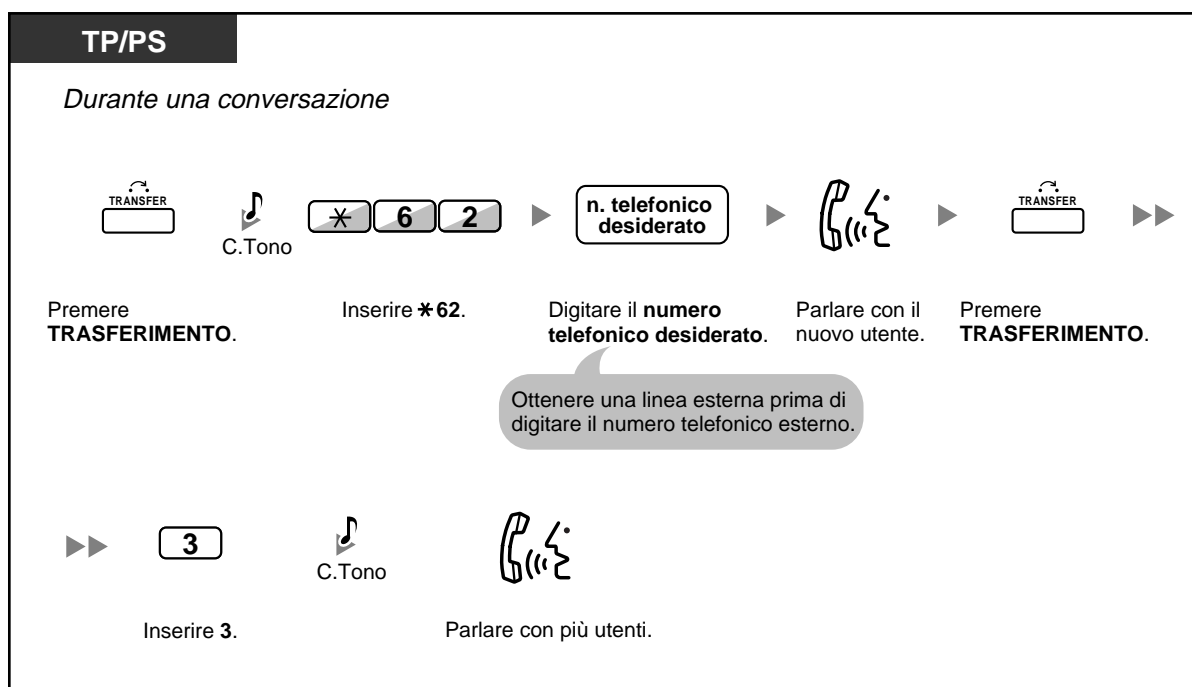 TP/PS
Durante una conversazione
TRANSFER
C.Tono
* 6 2
n. telefonico
desiderato
TRANSFER
Premere
TRASFERIMENTO.
Inserire *62.
Digitare il numero
telefonico desiderato.
Parlare con il
nuovo utente.
Premere
TRASFERIMENTO.
Ottenere una linea esterna prima di
digitare il numero telefonico esterno.
3
C.Tono
Inserire 3.
Parlare con più utenti.